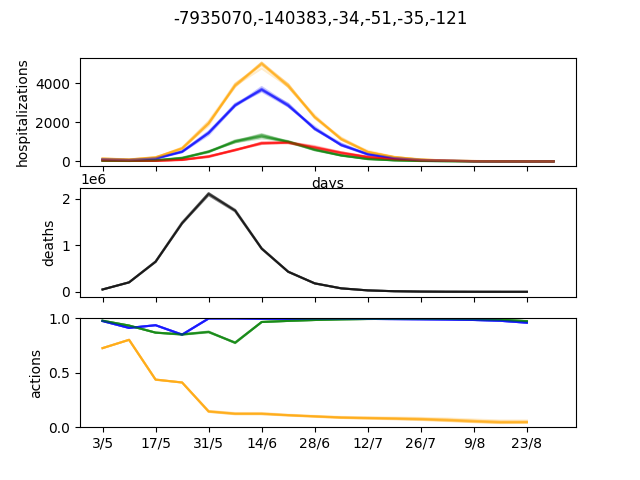 -7935070,-140383,-34,-51,-35,-121
hospitalizations
4000
2000
0
days
1e6
deaths
2
1
0
actions
1.0
0.5
0.0
3/5 17/5 31/5 14/6 28/6 12/7 26/7 9/8 23/8